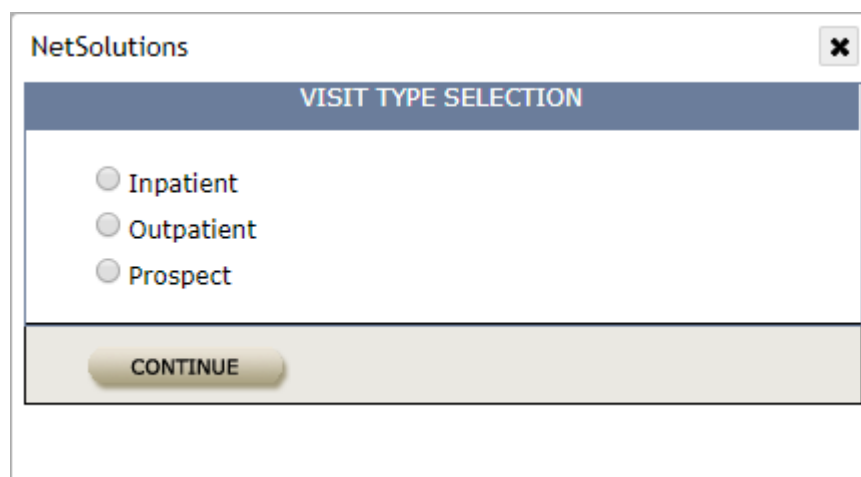 NetSolutions
VISIT TYPE SELECTION
Inpatient
Outpatient
Prospect
CONTINUE